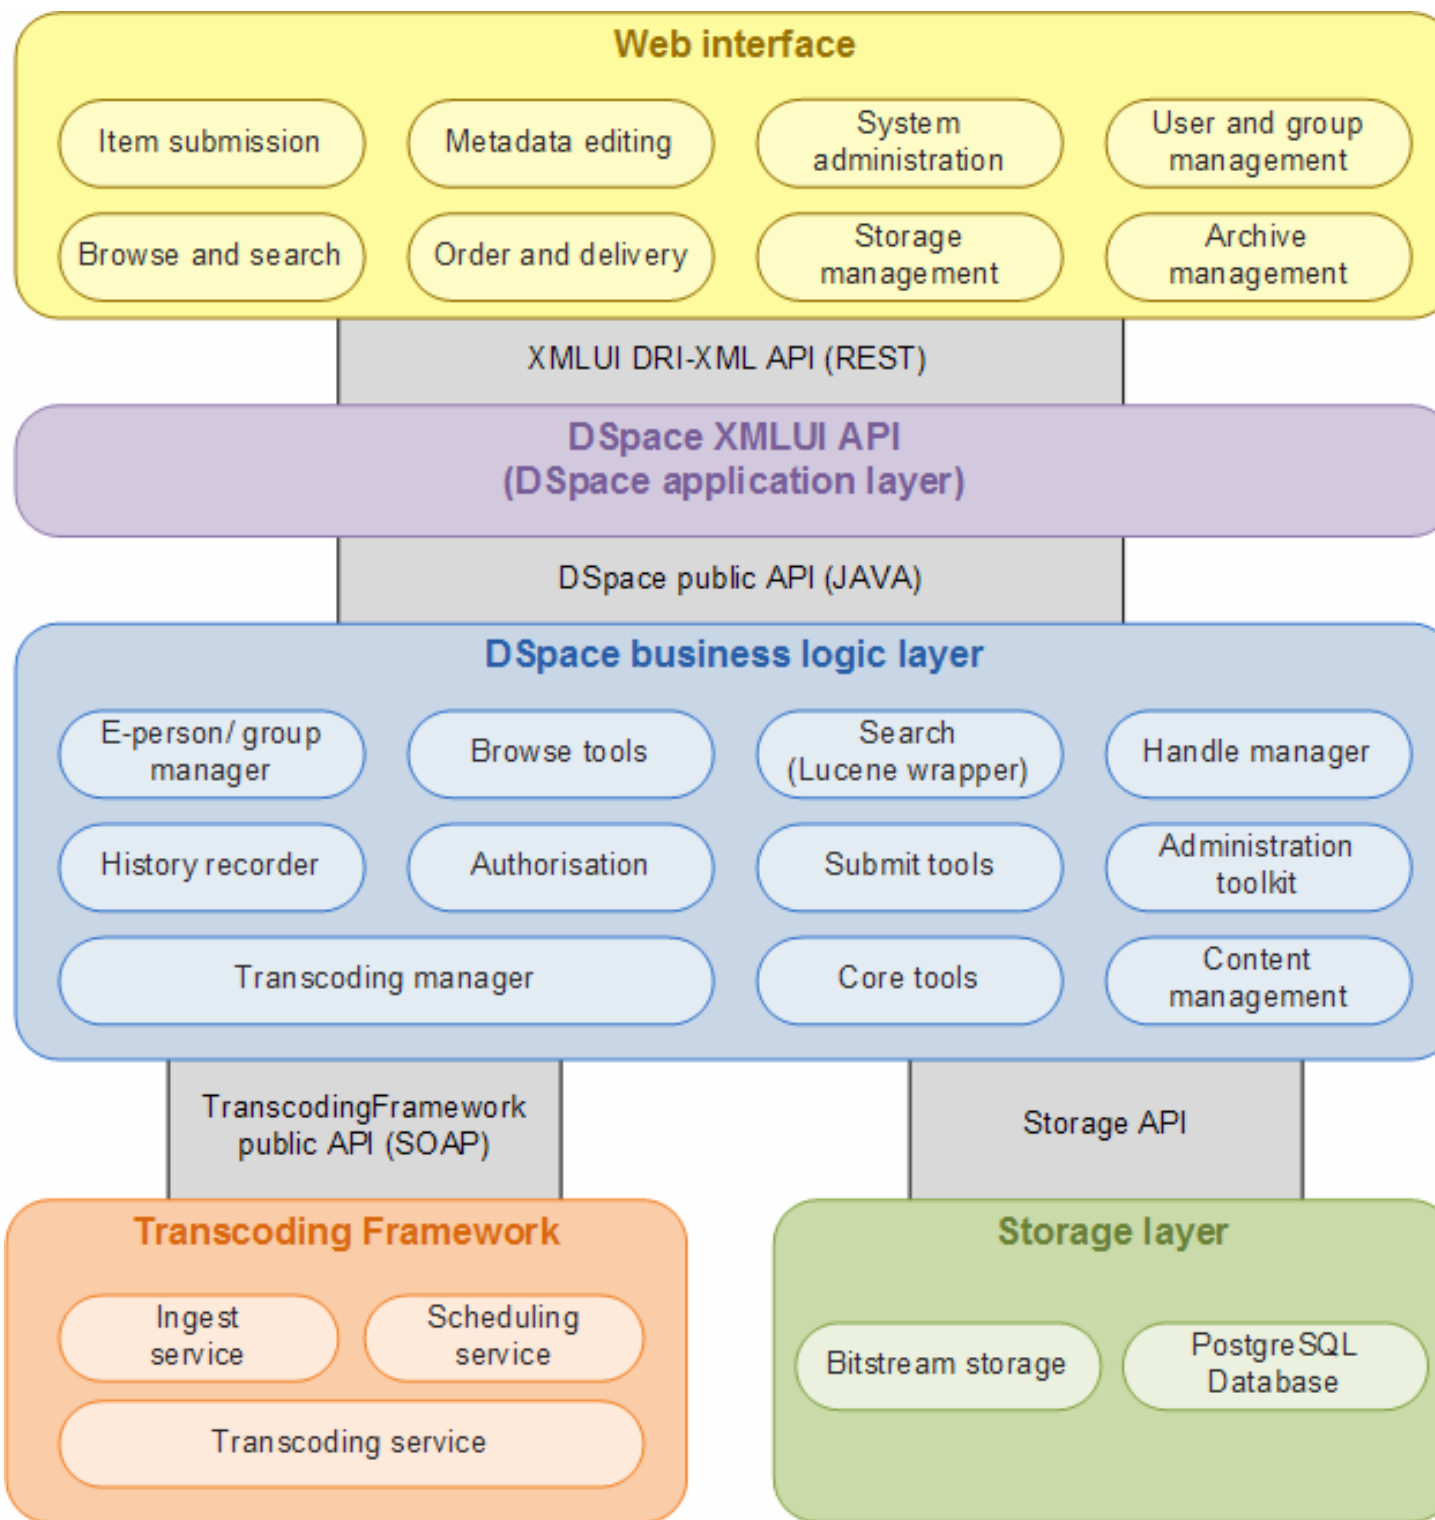 Web interface
Item submission
Metadata editing
System
administration
User and group
management
Browse and search
Order and delivery
Storage
management
Archive
management
XMLUI DRI-XML API (REST)
DSpace XMLUI API
(DSpace application layer)
DSpace public API (JAVA)
DSpace business logic layer
E-person/ group
manager
Browse tools
Search
(Lucene wrapper)
Handle manager
History recorder
Authorisation
Submit tools
Administration
toolkit
Transcoding manager
Core tools
Content
management
TranscodingFramework
public API (SOAP)
Storage API
Transcoding Framework
Ingest
service
Scheduling
service
Transcoding service
Storage layer
Bitstream storage
PostgreSQL
Database